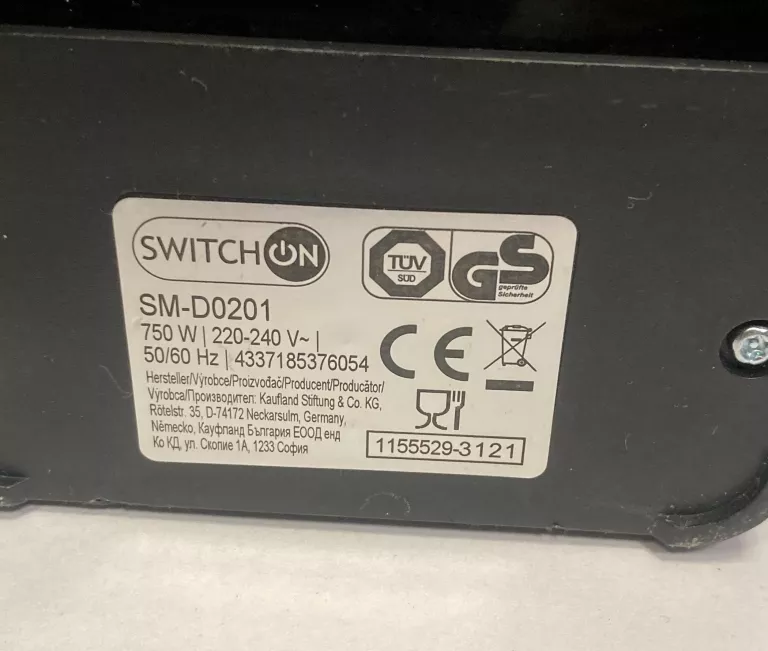 SWITCH ON
TÜV
SÜD
GS
geprüfte
Sicherheit
SM-D0201
750 W | 220-240 V~ |
50/60 Hz | 4337185376054
CE
Hersteller/Výrobce/Proizvođač/Producent/Producător/
Výrobca/Производител: Kaufland Stiftung & Co. KG,
Rötelstr. 35, D-74172 Neckarsulm, Germany,
Německo, Кауфланд България ЕООД енд
Ко КД, ул. Скопие 1А, 1233 София
1155529-3121